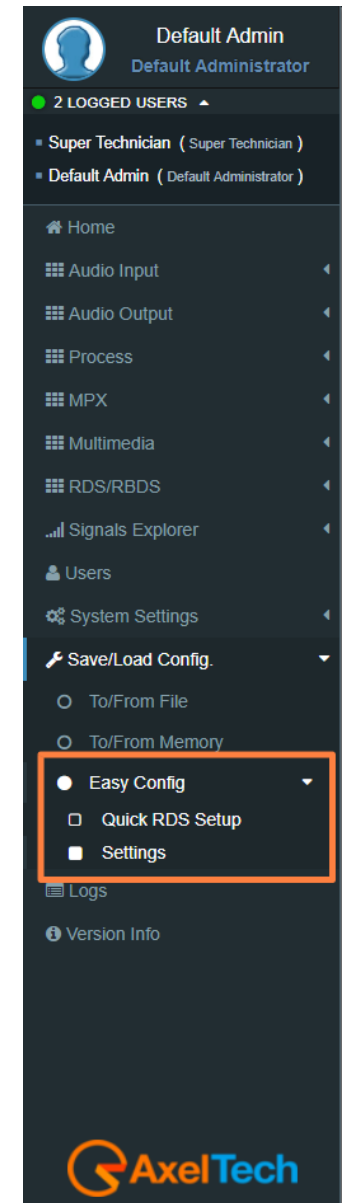 Default Admin
Default Administrator
2 LOGGED USERS
Super Technician ( Super Technician )
Default Admin ( Default Administrator )
Home
Audio Input
Audio Output
Process
MPX
Multimedia
RDS/RBDS
Signals Explorer
Users
System Settings
Save/Load Config.
To/From File
To/From Memory
Easy Config
Quick RDS Setup
Settings
Logs
Version Info
AxelTech